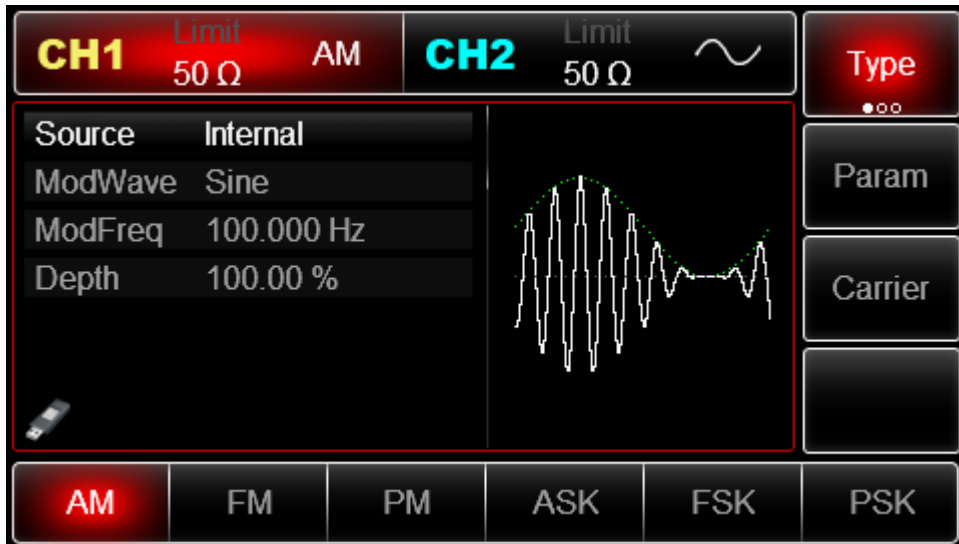 CH1 Limit 50 Ω AM
CH2 Limit 50 Ω
Type
Source Internal
ModWave Sine
ModFreq 100.000 Hz
Depth 100.00 %
Param
Carrier
AM FM PM ASK FSK PSK